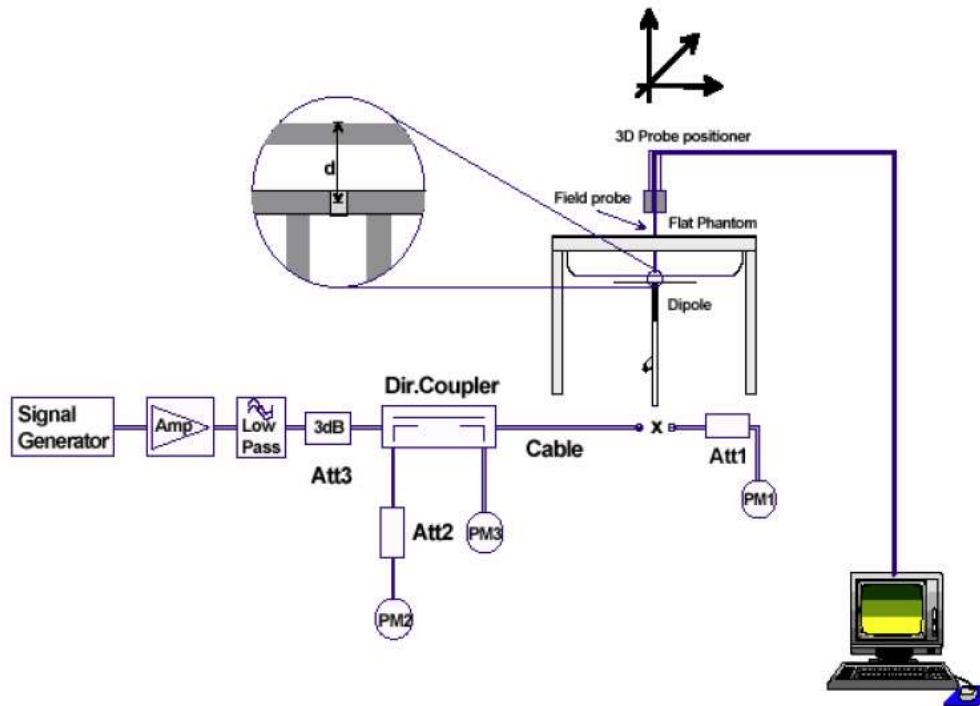 3D Probe positioner
d
Field probe
Flat Phantom
Dipole
Dir.Coupler
Signal
Generator
Amp
Low
Pass
3dB
Att3
Cable
x
Att1
PM1
Att2
PM3
PM2